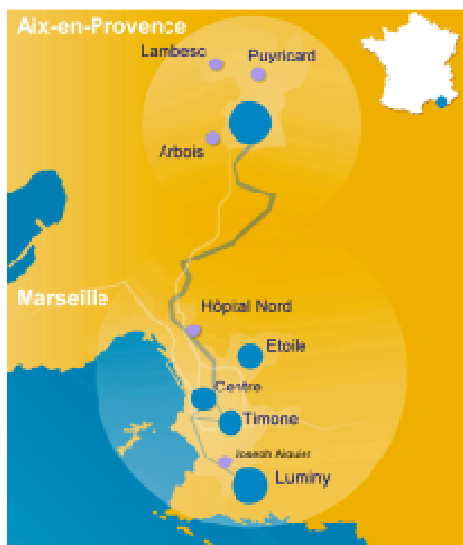 Aix-en-Provence
Lambesc
Puyricard
Arbois
Marseille
Hôpital Nord
Etoile
Centre
Timone
Joseph Aiguier
Luminy